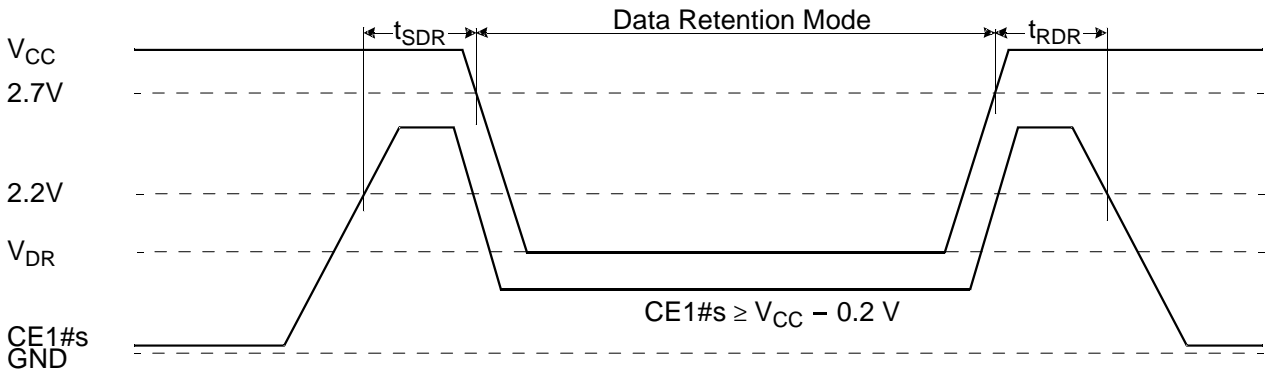 Data Retention Mode
tSDR
tRDR
VCC
2.7V
2.2V
VDR
CE1#s ≥ VCC − 0.2 V
CE1#s
GND